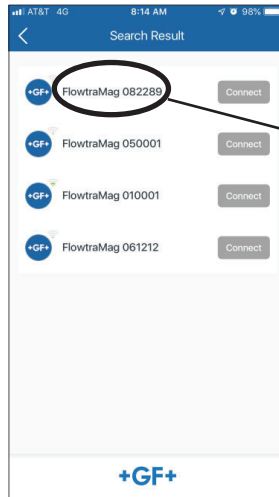 AT&T 4G 8:14 AM 98%
Search Result
+GF+ FlowtraMag 082289 Connect
+GF+ FlowtraMag 050001 Connect
+GF+ FlowtraMag 010001 Connect
+GF+ FlowtraMag 061212 Connect
+GF+